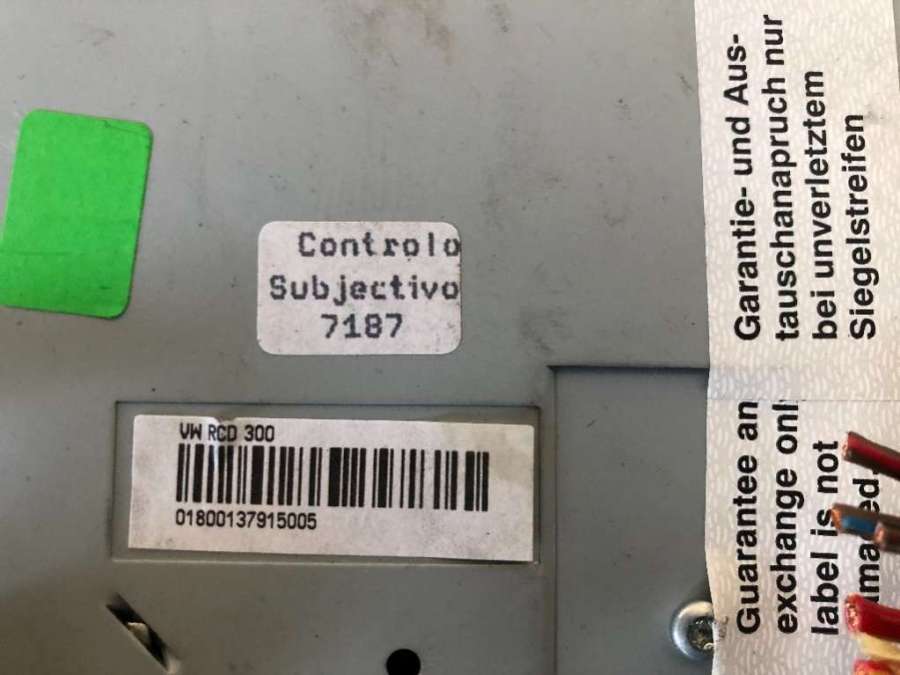 Controlo
Subjectivo
7187
VW RCD 300
01800137915005
Garantie- und Aus-
tauschanapruch nur
bei unverletztem
Siegelstreifen
Guarantee an
exchange onl
label is not